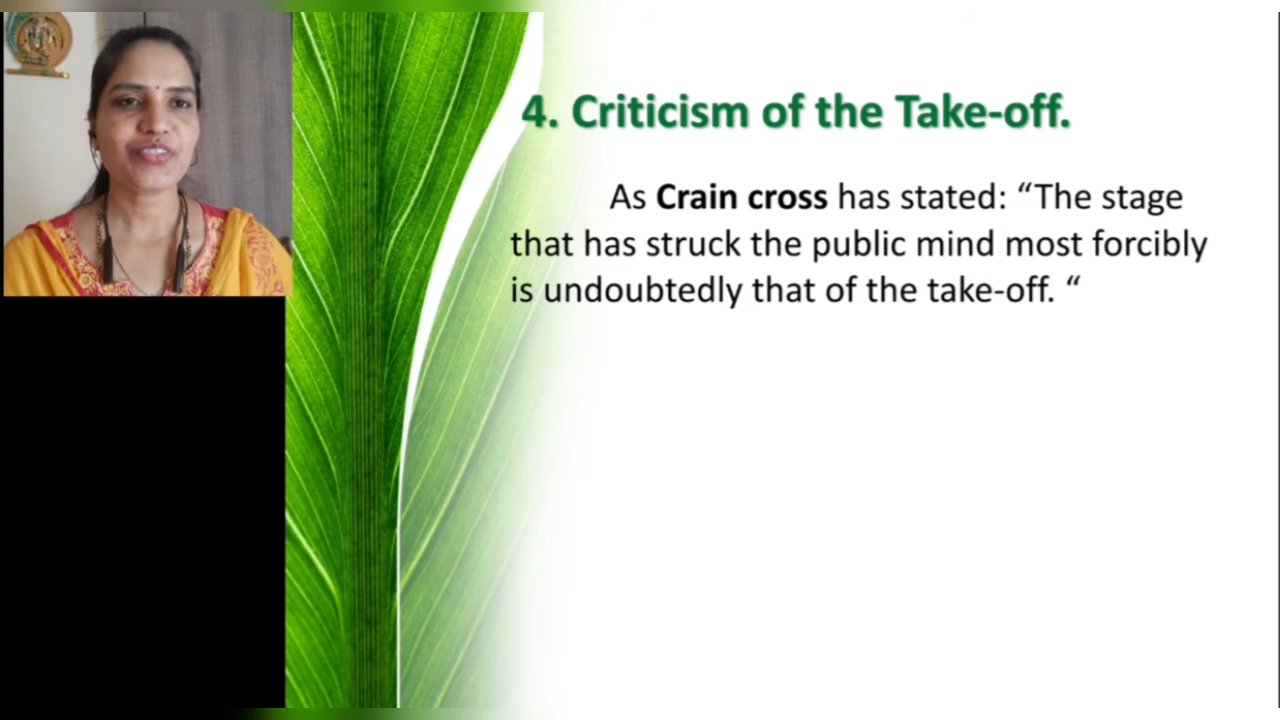 4. Criticism of the Take-off.
As Crain cross has stated: “The stage
that has struck the public mind most forcibly
is undoubtedly that of the take-off. “